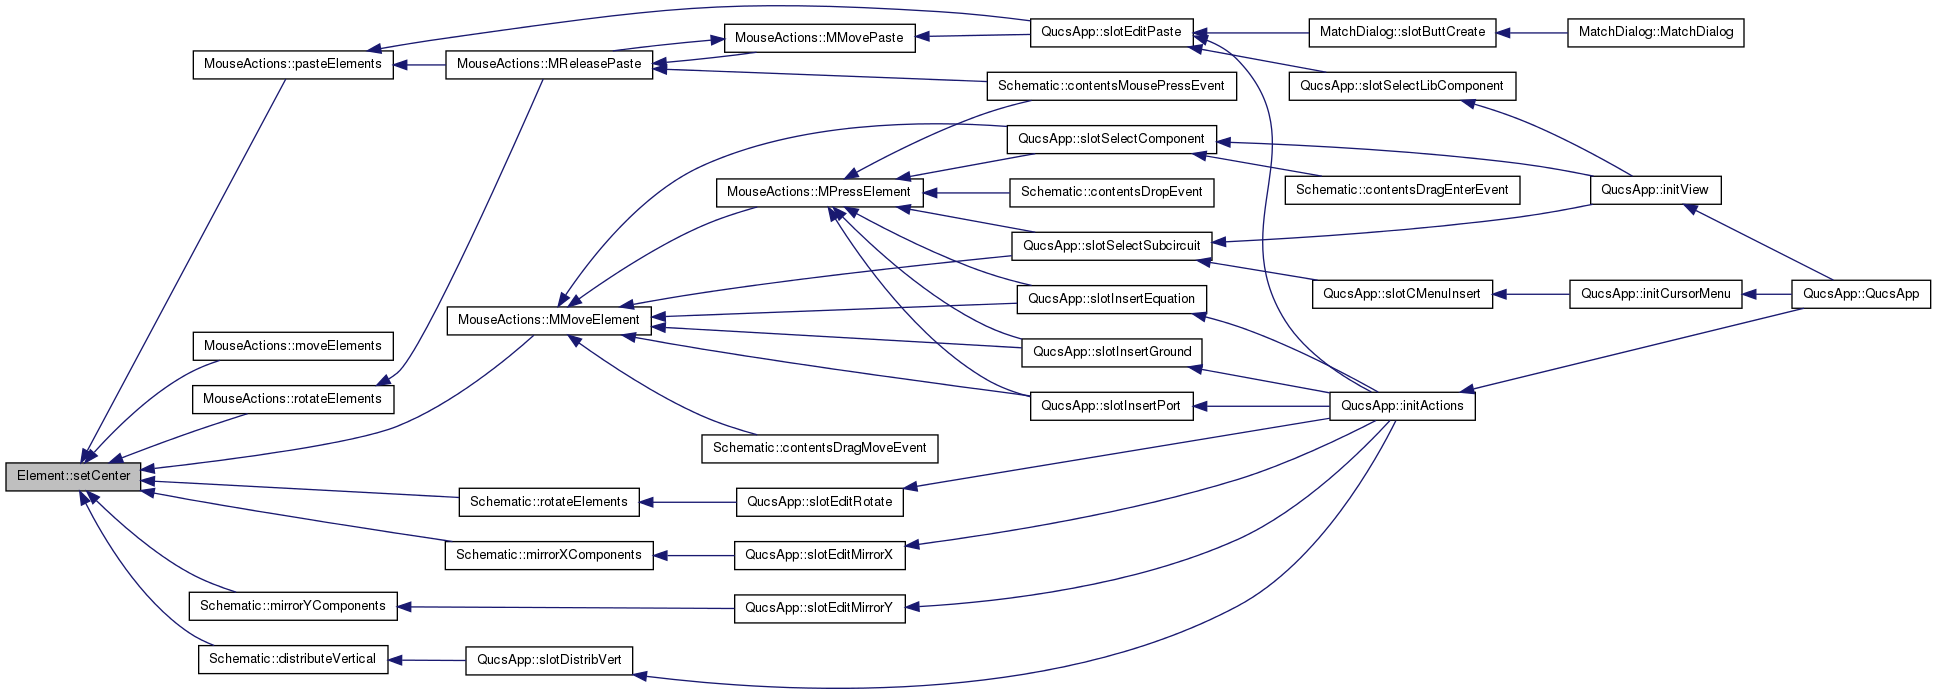 Element::setCenter
MouseActions::pasteElements
MouseActions::moveElements
MouseActions::rotateElements
Schematic::mirrorYComponents
Schematic::distributeVertical
MouseActions::MReleasePaste
MouseActions::MMoveElement
Schematic::rotateElements
Schematic::mirrorXComponents
QucsApp::slotDistribVert
MouseActions::MMovePaste
MouseActions::MPressElement
Schematic::contentsDragMoveEvent
QucsApp::slotEditRotate
QucsApp::slotEditMirrorX
QucsApp::slotEditMirrorY
QucsApp::slotEditPaste
Schematic::contentsMousePressEvent
QucsApp::slotSelectComponent
Schematic::contentsDropEvent
QucsApp::slotSelectSubcircuit
QucsApp::slotInsertEquation
QucsApp::slotInsertGround
QucsApp::slotInsertPort
MatchDialog::slotButtCreate
QucsApp::slotSelectLibComponent
Schematic::contentsDragEnterEvent
QucsApp::slotCMenuInsert
QucsApp::initActions
MatchDialog::MatchDialog
QucsApp::initView
QucsApp::initCursorMenu
QucsApp::QucsApp